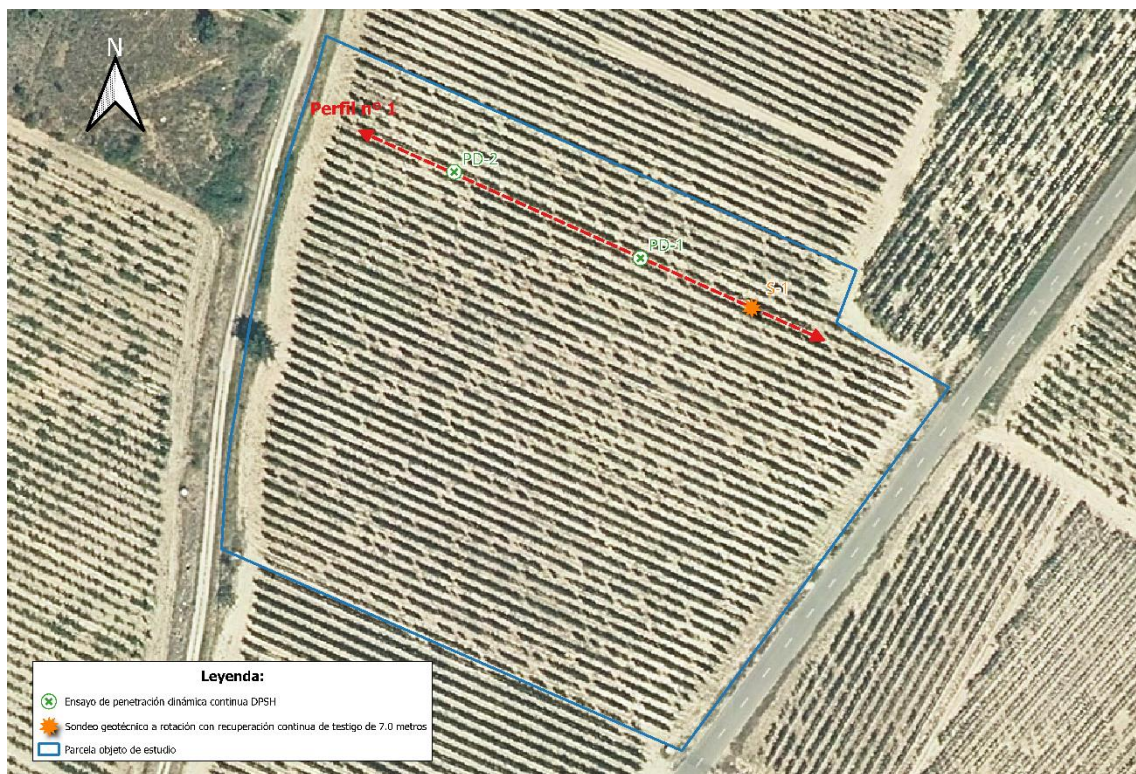 N
Perfil nº 1
PD-2
PD-1
S-1
Leyenda:
Ensayo de penetración dinámica continua DPSH
Sondeo geotécnico a rotación con recuperación continua de testigo de 7.0 metros
Parcela objeto de estudio